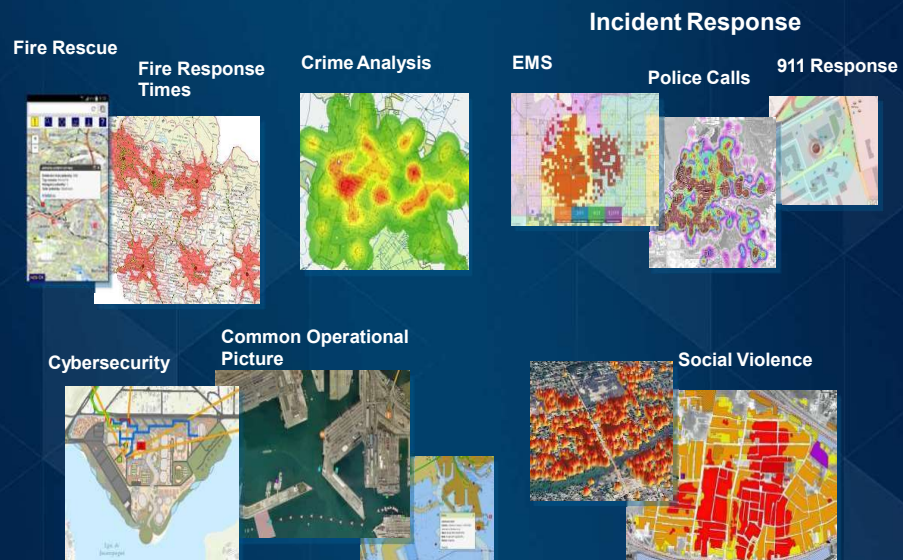 Incident Response
Fire Rescue
Fire Response
Times
Crime Analysis
EMS
Police Calls
911 Response
Cybersecurity
Common Operational
Picture
Social Violence